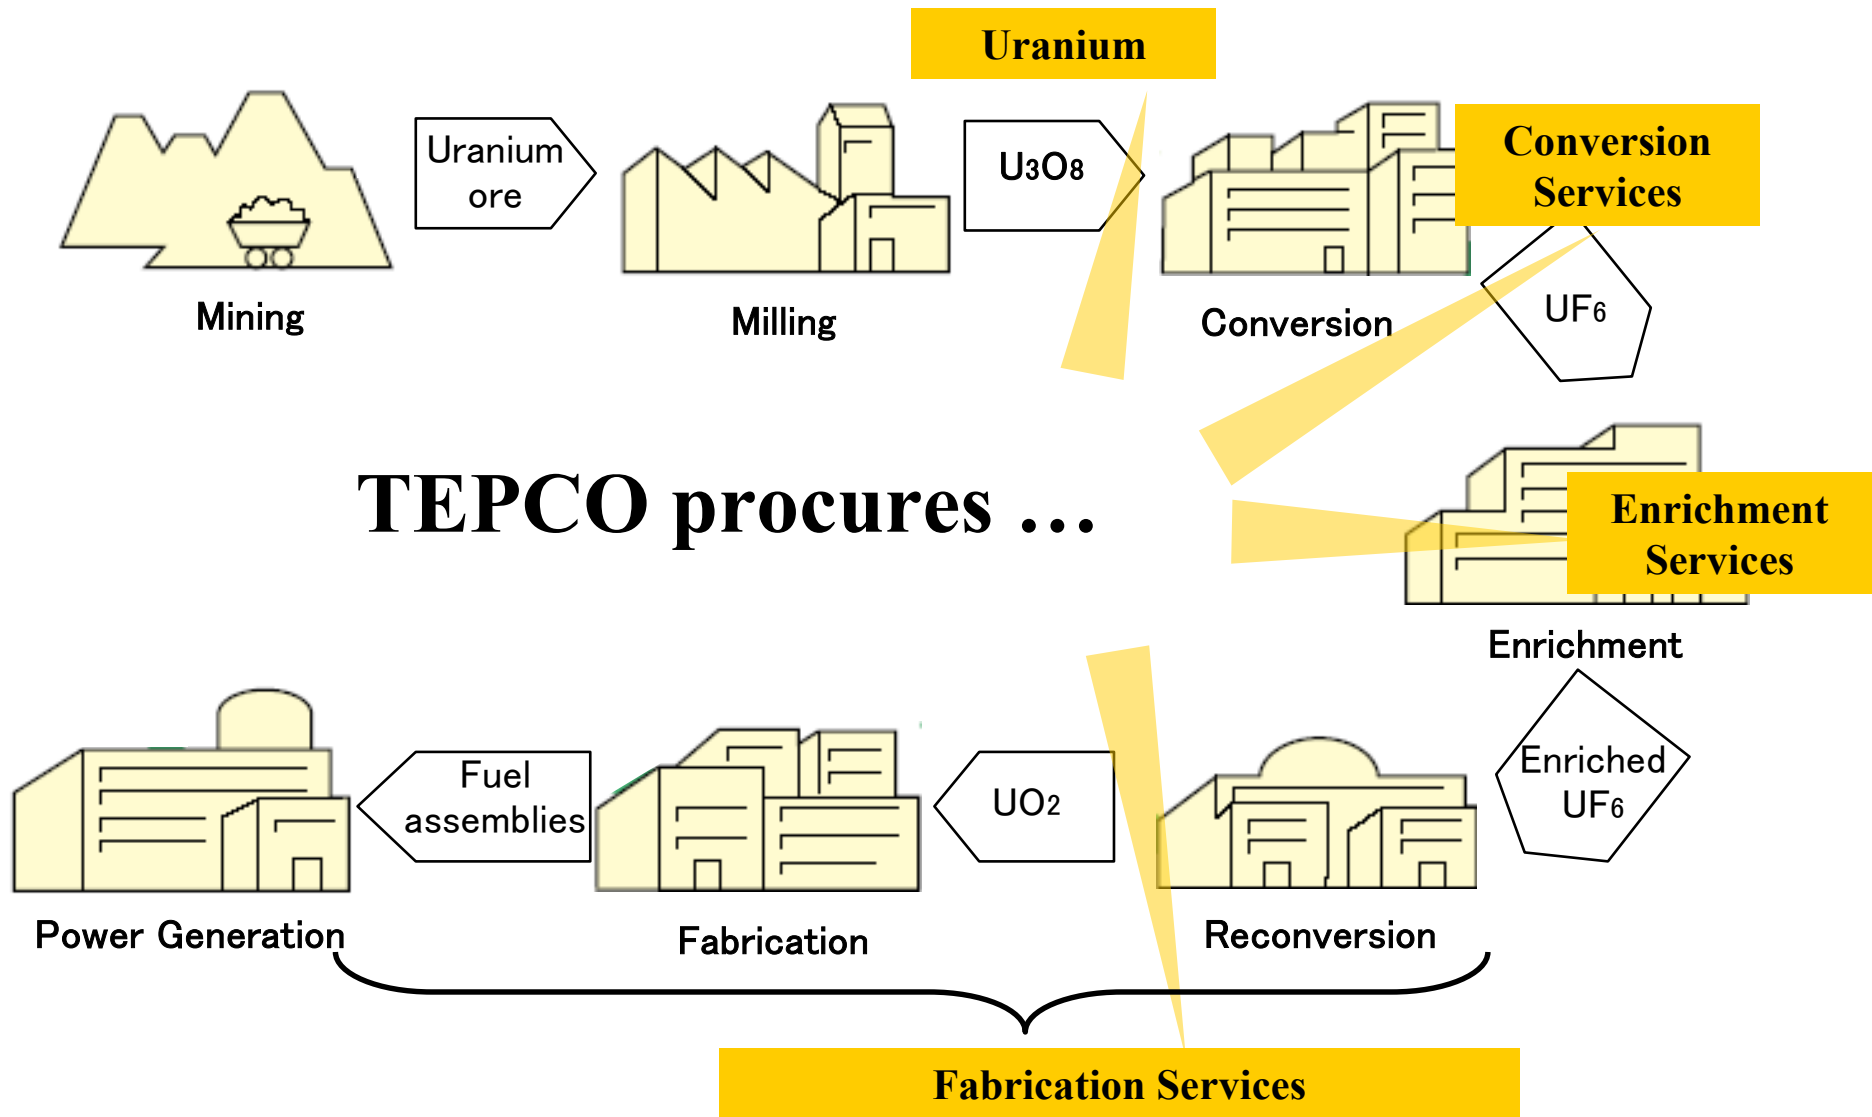 Uranium
Uranium
ore
U3O8
Conversion
Services
Mining
Milling
Conversion
UF6
TEPCO procures …
Enrichment
Services
Enrichment
Fuel
assemblies
UO2
Enriched
UF6
Power Generation
Fabrication
Reconversion
Fabrication Services